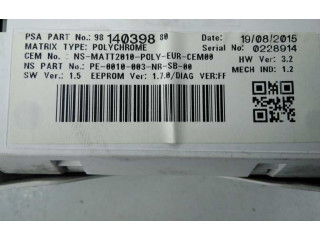 PSA PART No.: 98 140398 80
Date: 19/08/2015
MATRIX TYPE: POLYCHROME
Serial No: 0228914
CEM No : NS-MATT2010-POLY-EUR-CEM00
HW Ver: 3.2
NS PART No: PE-0010-003-NR-SB-00
MECH IND: 1.2
SW Ver: 1.5 EEPROM Ver: 1.7.0/DIAG VER:FF